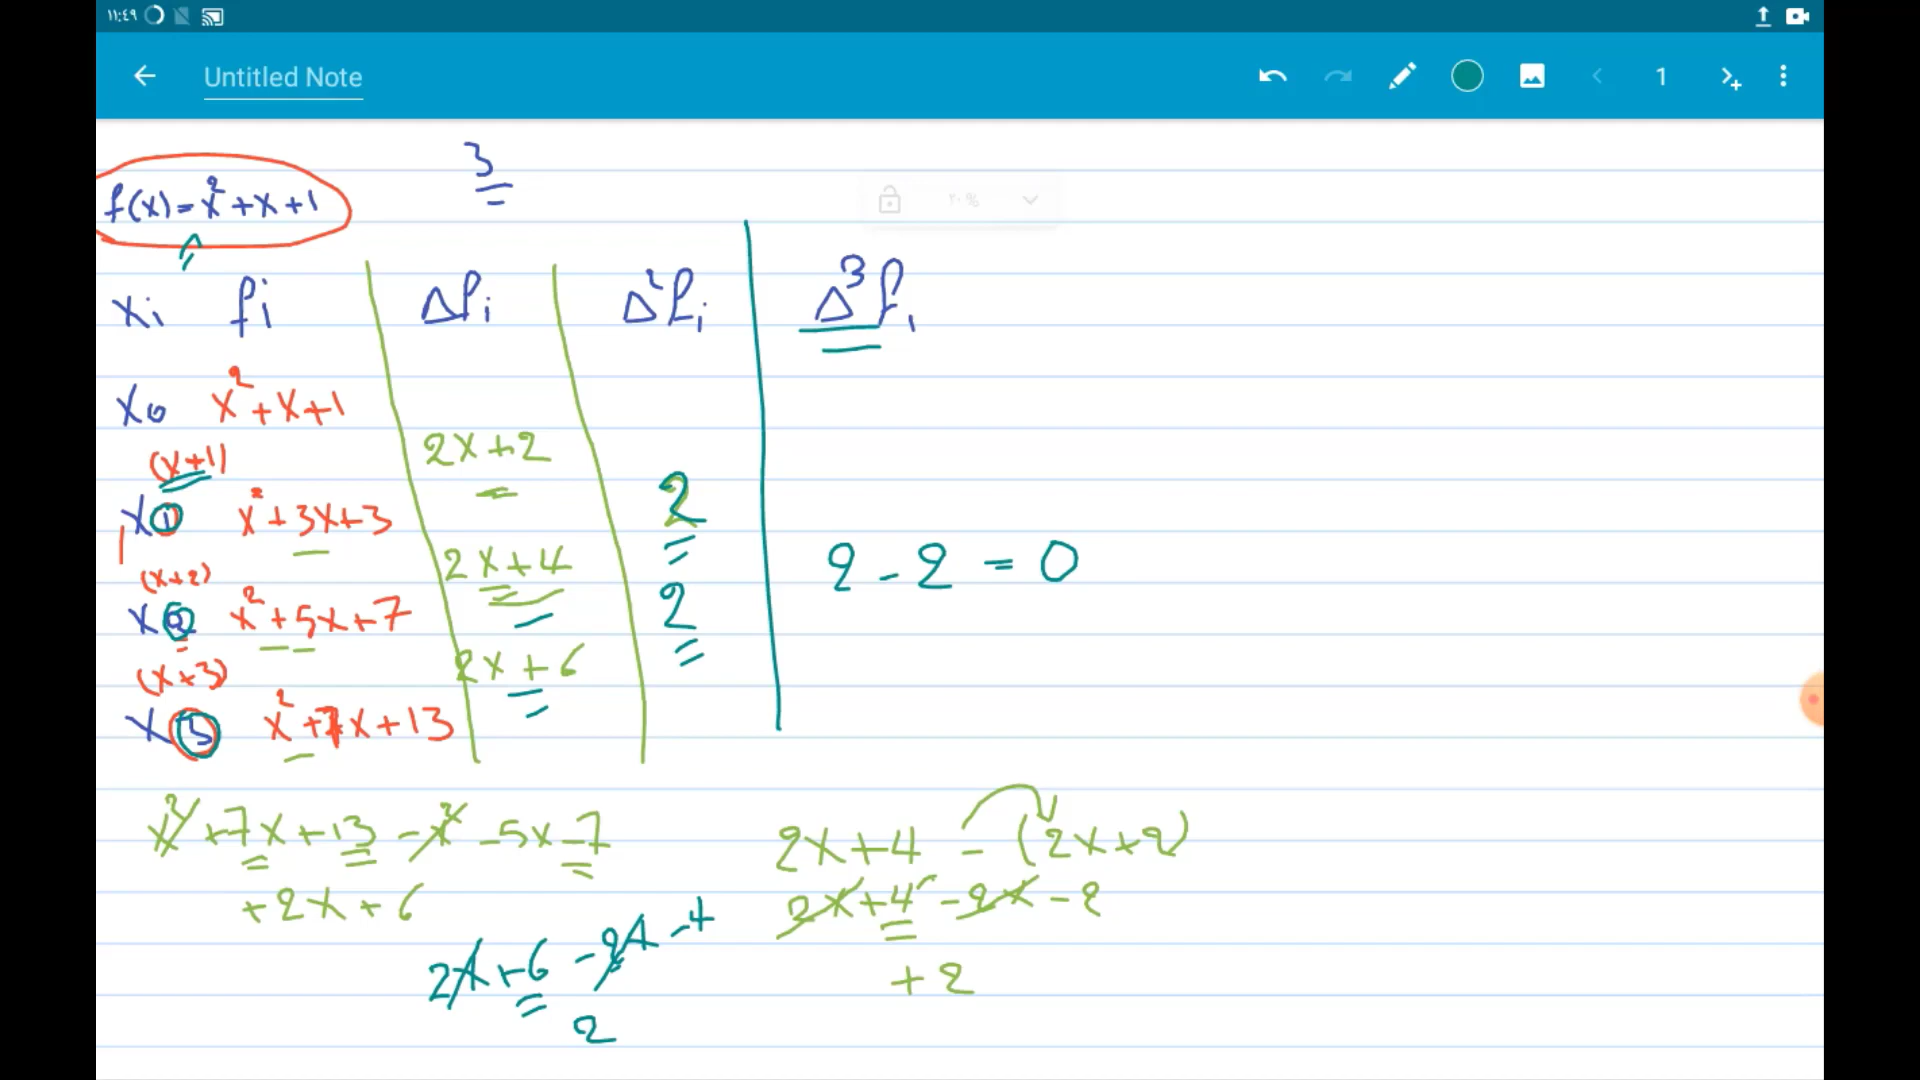 ١١:٤٩
Untitled Note
1
3
f(x)=x²+x+1
٢٠%
xi fi Δfi Δ²fi Δ³fi
x0 x²+x+1
2x+2
(x+1)
x1 x²+3x+3
2
2x+4
2-2=0
(x+2)
x2 x²+5x+7
2
2x+6
(x+3)
x3 x²+7x+13
x²+7x+13-x²-5x-7
2x+4-(2x+2)
+2x+6
2x+4-2x-2
2x+6-2x-4
+2
2